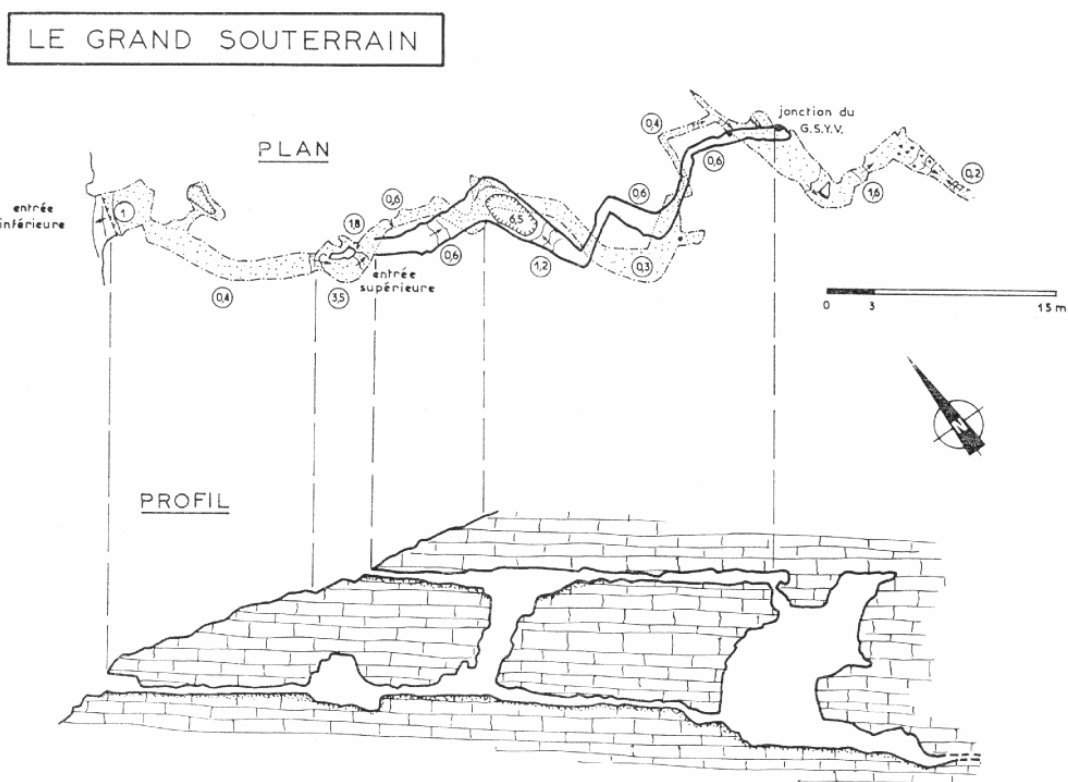 LE GRAND SOUTERRAIN
PLAN
jonction du
G.S.Y.V.
0,4
0,6
0,2
1,6
entrée
intérieure
1
0,6
1,8
0,6
6,5
0,6
1,2
0,3
entrée
supérieure
0,4
3,5
0 3 15 m
N
PROFIL